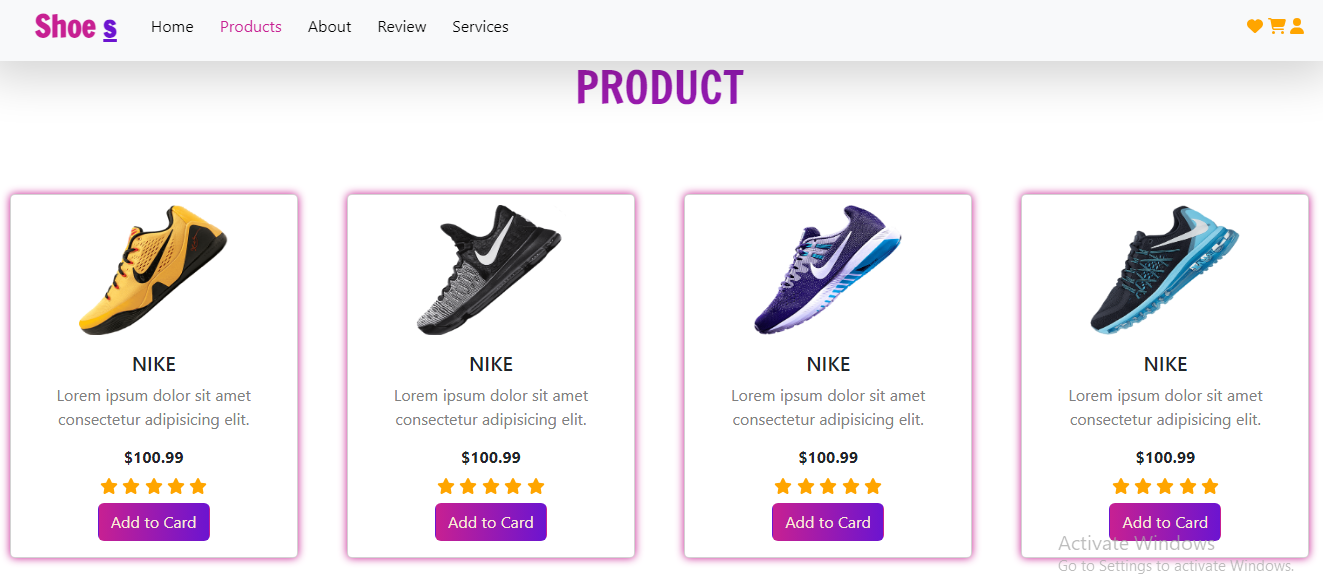 Shoe s Home Products About Review Services
PRODUCT
NIKE NIKE NIKE NIKE
Lorem ipsum dolor sit amet Lorem ipsum dolor sit amet Lorem ipsum dolor sit amet Lorem ipsum dolor sit amet
consectetur adipisicing elit. consectetur adipisicing elit. consectetur adipisicing elit. consectetur adipisicing elit.
$100.99 $100.99 $100.99 $100.99
Add to Card Add to Card Add to Card Add to Card
Activate Windows
Go to Settings to activate Windows.